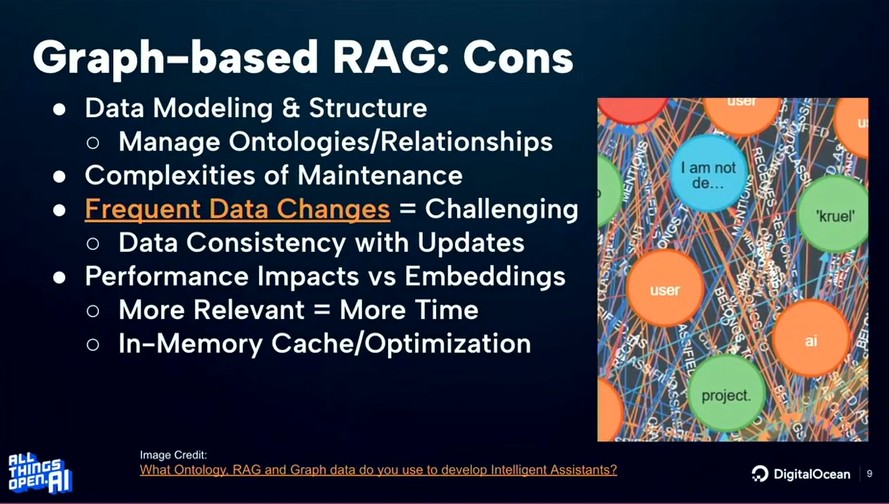 Graph-based RAG: Cons
● Data Modeling & Structure
○ Manage Ontologies/Relationships
● Complexities of Maintenance
● Frequent Data Changes = Challenging
○ Data Consistency with Updates
● Performance Impacts vs Embeddings
○ More Relevant = More Time
○ In-Memory Cache/Optimization
user
I am not
de...
'kruel'
user
ai
project.
MENTIONS
Image Credit:
What Ontology, RAG and Graph data do you use to develop Intelligent Assistants?
ALL
THINGS
OPEN.AI
DigitalOcean
9